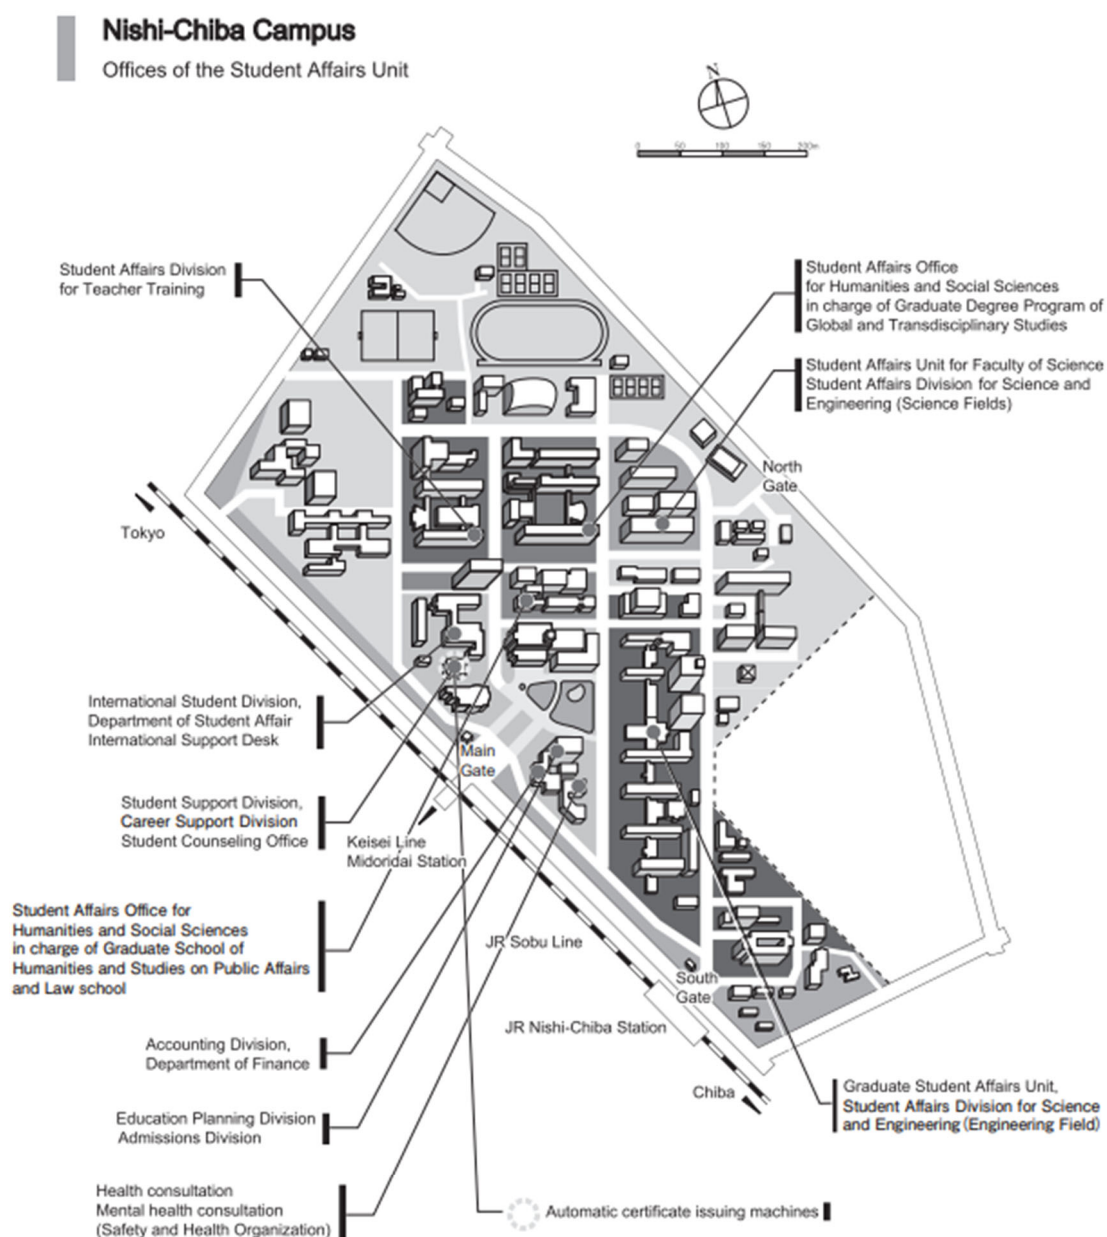 Nishi-Chiba Campus
Offices of the Student Affairs Unit
N
0 50 100 150 200m
Student Affairs Division
for Teacher Training
Student Affairs Office
for Humanities and Social Sciences
in charge of Graduate Degree Program of
Global and Transdisciplinary Studies
Student Affairs Unit for Faculty of Science
Student Affairs Division for Science and
Engineering (Science Fields)
North
Gate
Tokyo
International Student Division,
Department of Student Affair
International Support Desk
Main
Gate
Student Support Division,
Career Support Division
Student Counseling Office
Keisei Line
Midoridai Station
Student Affairs Office for
Humanities and Social Sciences
in charge of Graduate School of
Humanities and Studies on Public Affairs
and Law school
JR Sobu Line
South
Gate
JR Nishi-Chiba Station
Accounting Division,
Department of Finance
Chiba
Graduate Student Affairs Unit,
Student Affairs Division for Science
and Engineering (Engineering Field)
Education Planning Division
Admissions Division
Health consultation
Mental health consultation
(Safety and Health Organization)
Automatic certificate issuing machines